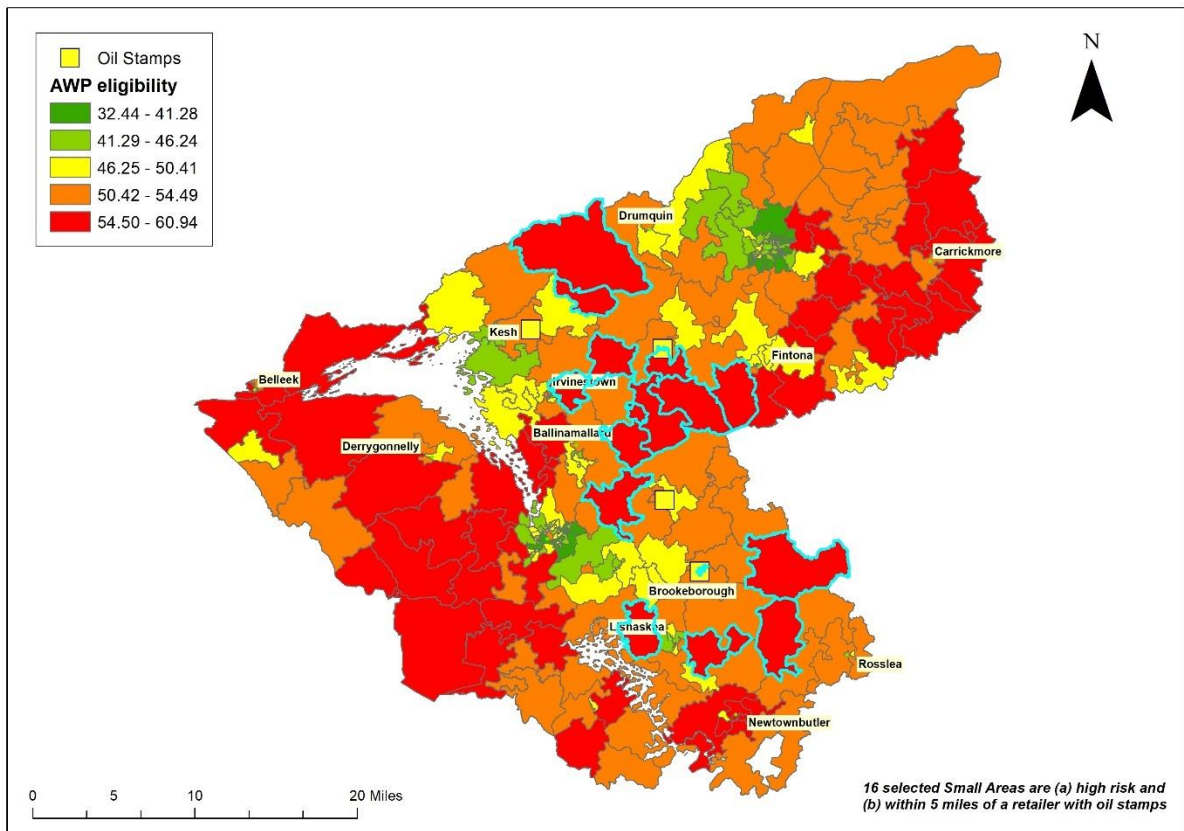 Oil Stamps
AWP eligibility
32.44 - 41.28
41.29 - 46.24
46.25 - 50.41
50.42 - 54.49
54.50 - 60.94
N
Drumquin
Carrickmore
Kesh
Fintona
Belleek
Irvinestown
Ballinamallard
Derrygonnelly
Brookeborough
Lisnaskea
Rosslea
Newtownbutler
0 5 10 20 Miles
16 selected Small Areas are (a) high risk and
(b) within 5 miles of a retailer with oil stamps